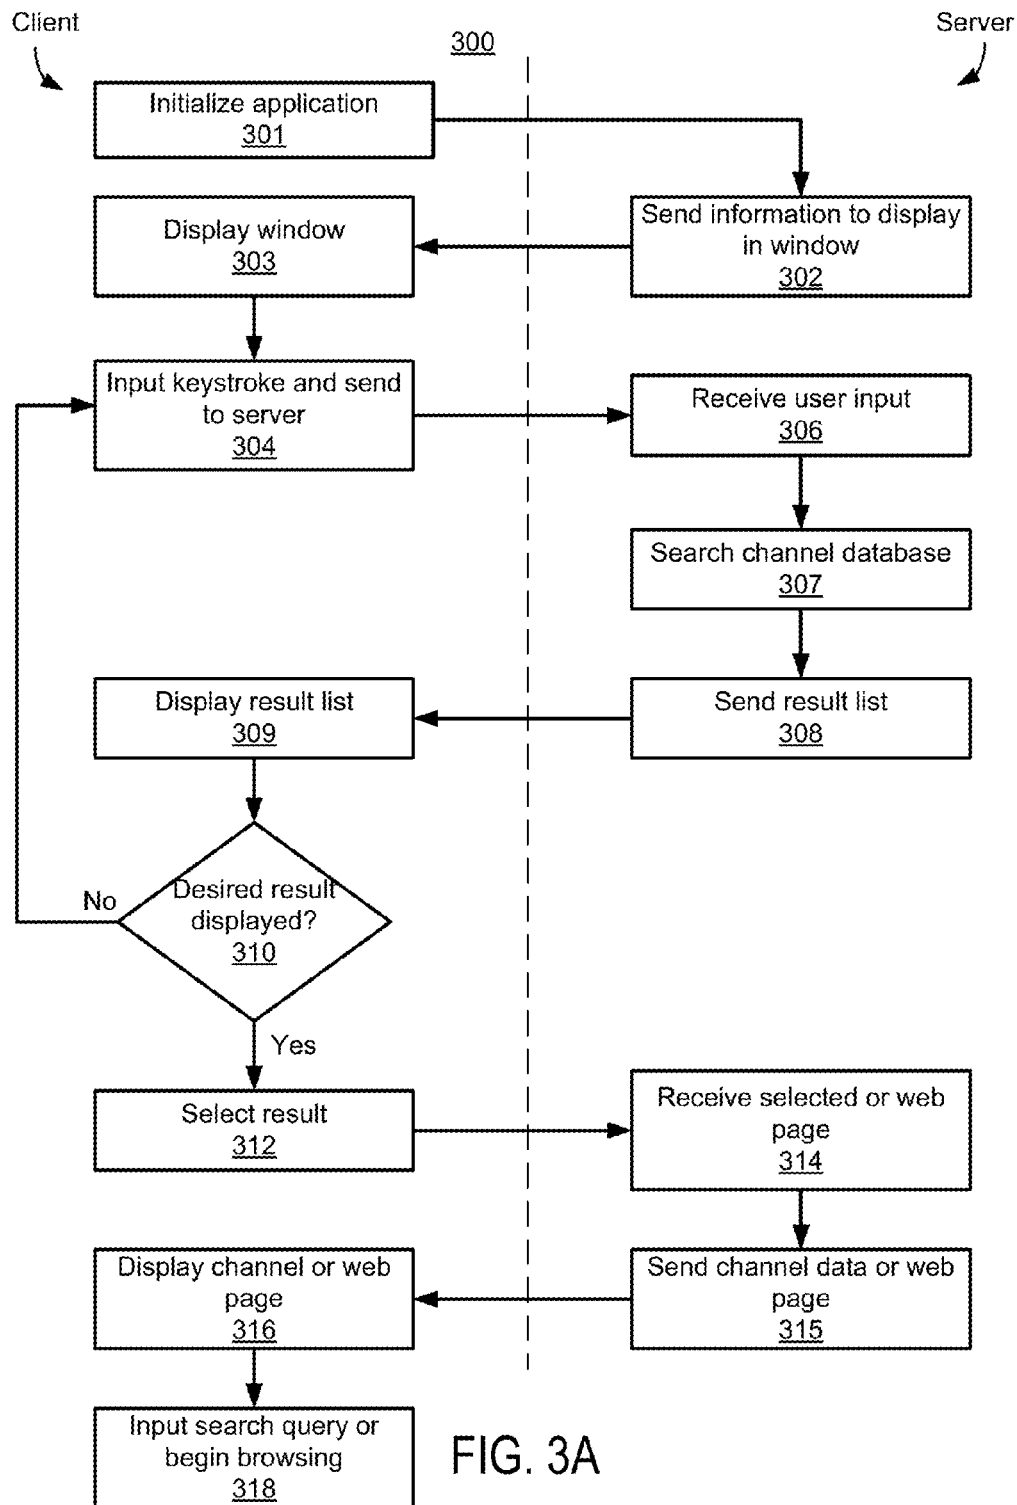 Client
300
Server
Initialize application
301
Display window
303
Send information to display
in window
302
Input keystroke and send
to server
304
Receive user input
306
Search channel database
307
Display result list
309
Send result list
308
Desired result
displayed?
310
No
Yes
Select result
312
Receive selected or web
page
314
Display channel or web
page
316
Send channel data or web
page
315
Input search query or
begin browsing
318
FIG. 3A